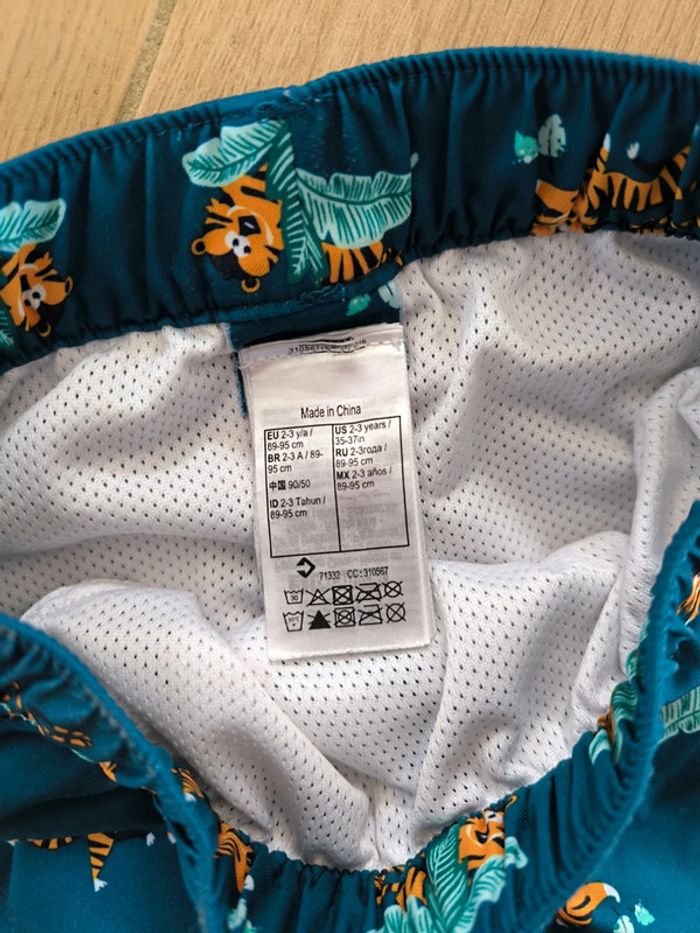 Made in China
EU 2-3 y/a /
89-95 cm
BR 2-3 A / 89-
95 cm
中国 90/50
ID 2-3 Tahun /
89-95 cm
US 2-3 years /
35-37in
RU 2-3года /
89-95 cm
MX 2-3 años /
89-95 cm
71332 CC:310567
30